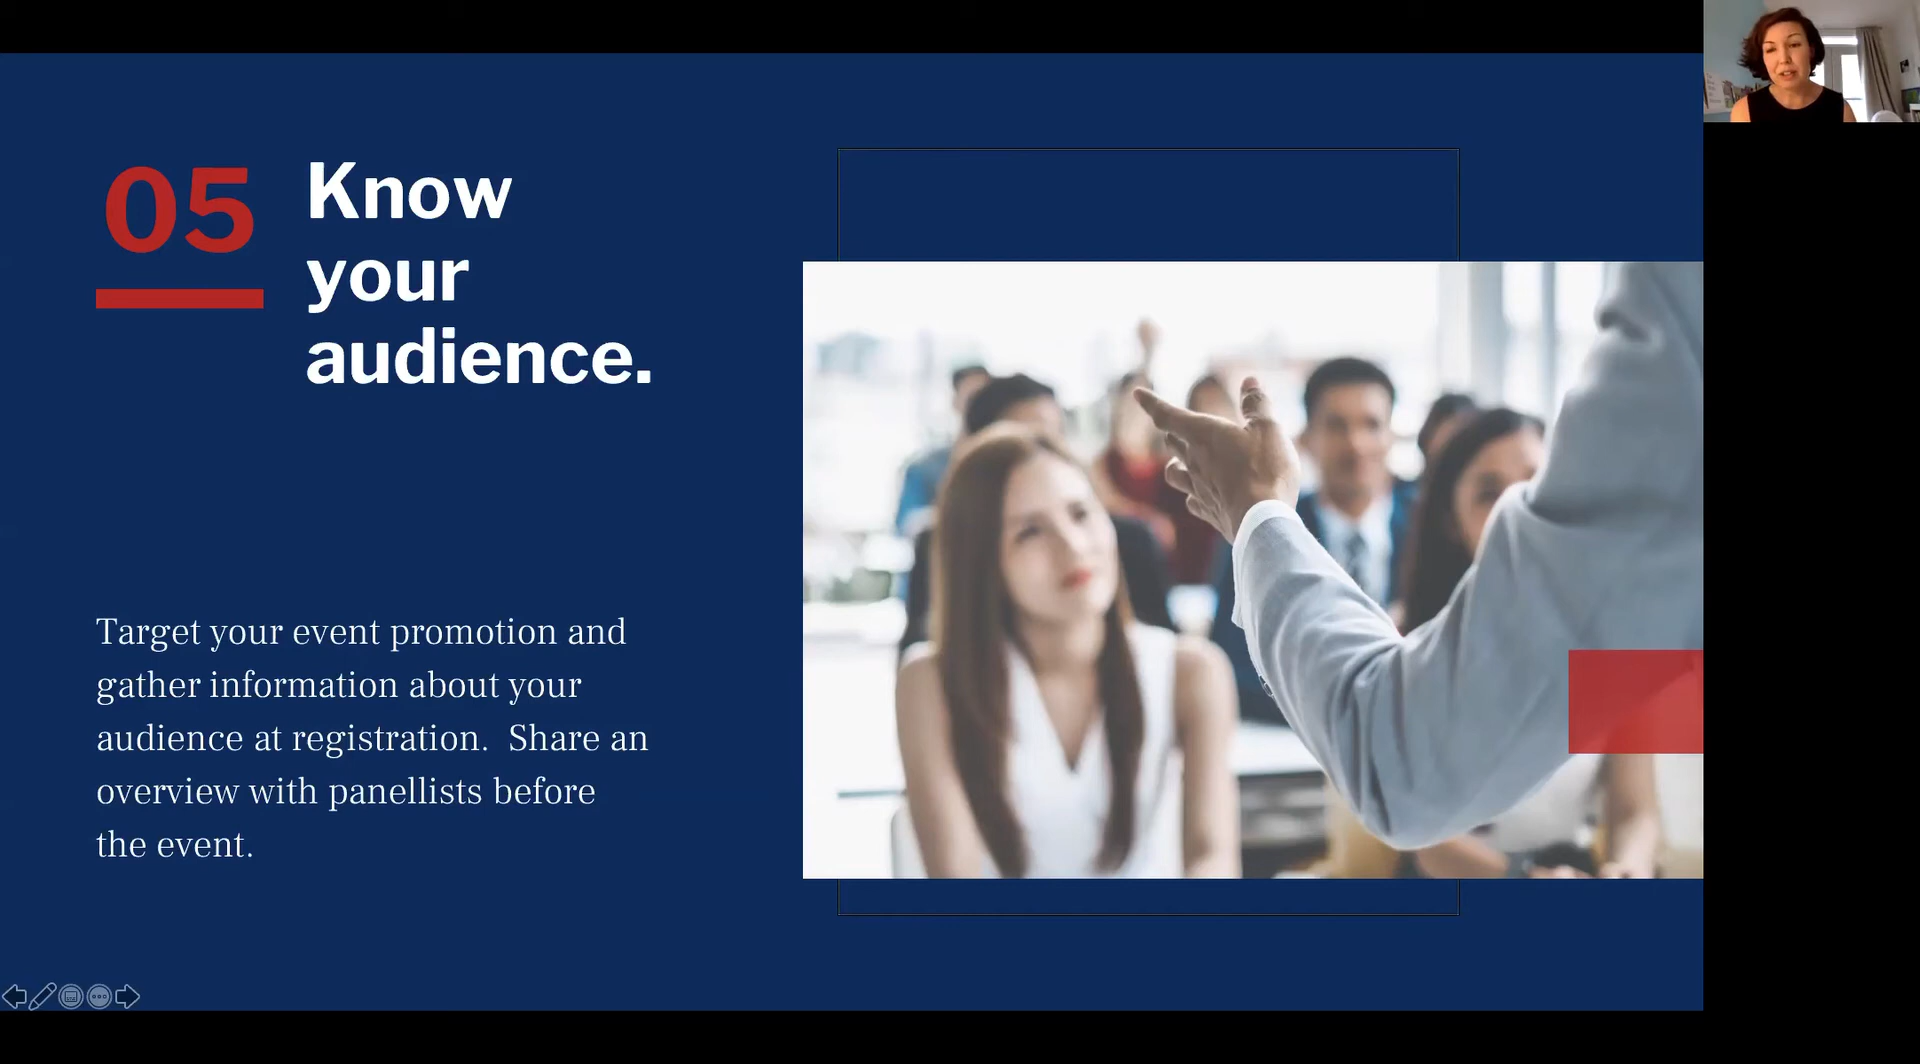 05
Know
your
audience.
Target your event promotion and
gather information about your
audience at registration.  Share an
overview with panellists before
the event.